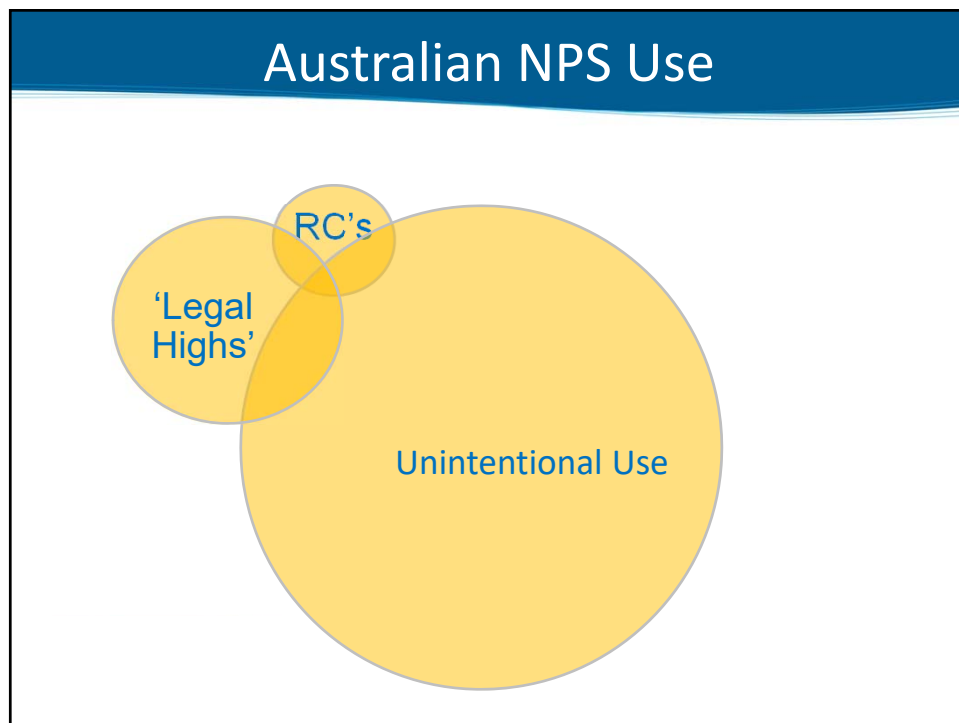 Australian NPS Use
RC’s
‘Legal
Highs’
Unintentional Use